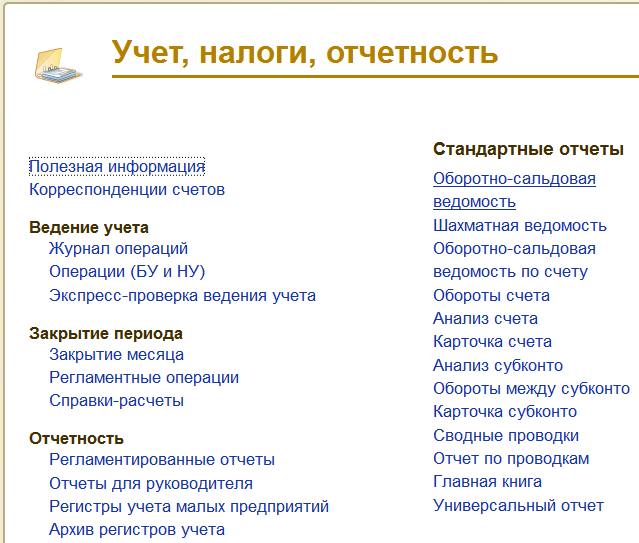 Учет, налоги, отчетность
Полезная информация
Корреспонденции счетов
Ведение учета
Журнал операций
Операции (БУ и НУ)
Экспресс-проверка ведения учета
Закрытие периода
Закрытие месяца
Регламентные операции
Справки-расчеты
Отчетность
Регламентированные отчеты
Отчеты для руководителя
Регистры учета малых предприятий
Архив регистров учета
Стандартные отчеты
Оборотно-сальдовая
ведомость
Шахматная ведомость
Оборотно-сальдовая
ведомость по счету
Обороты счета
Анализ счета
Карточка счета
Анализ субконто
Обороты между субконто
Карточка субконто
Сводные проводки
Отчет по проводкам
Главная книга
Универсальный отчет